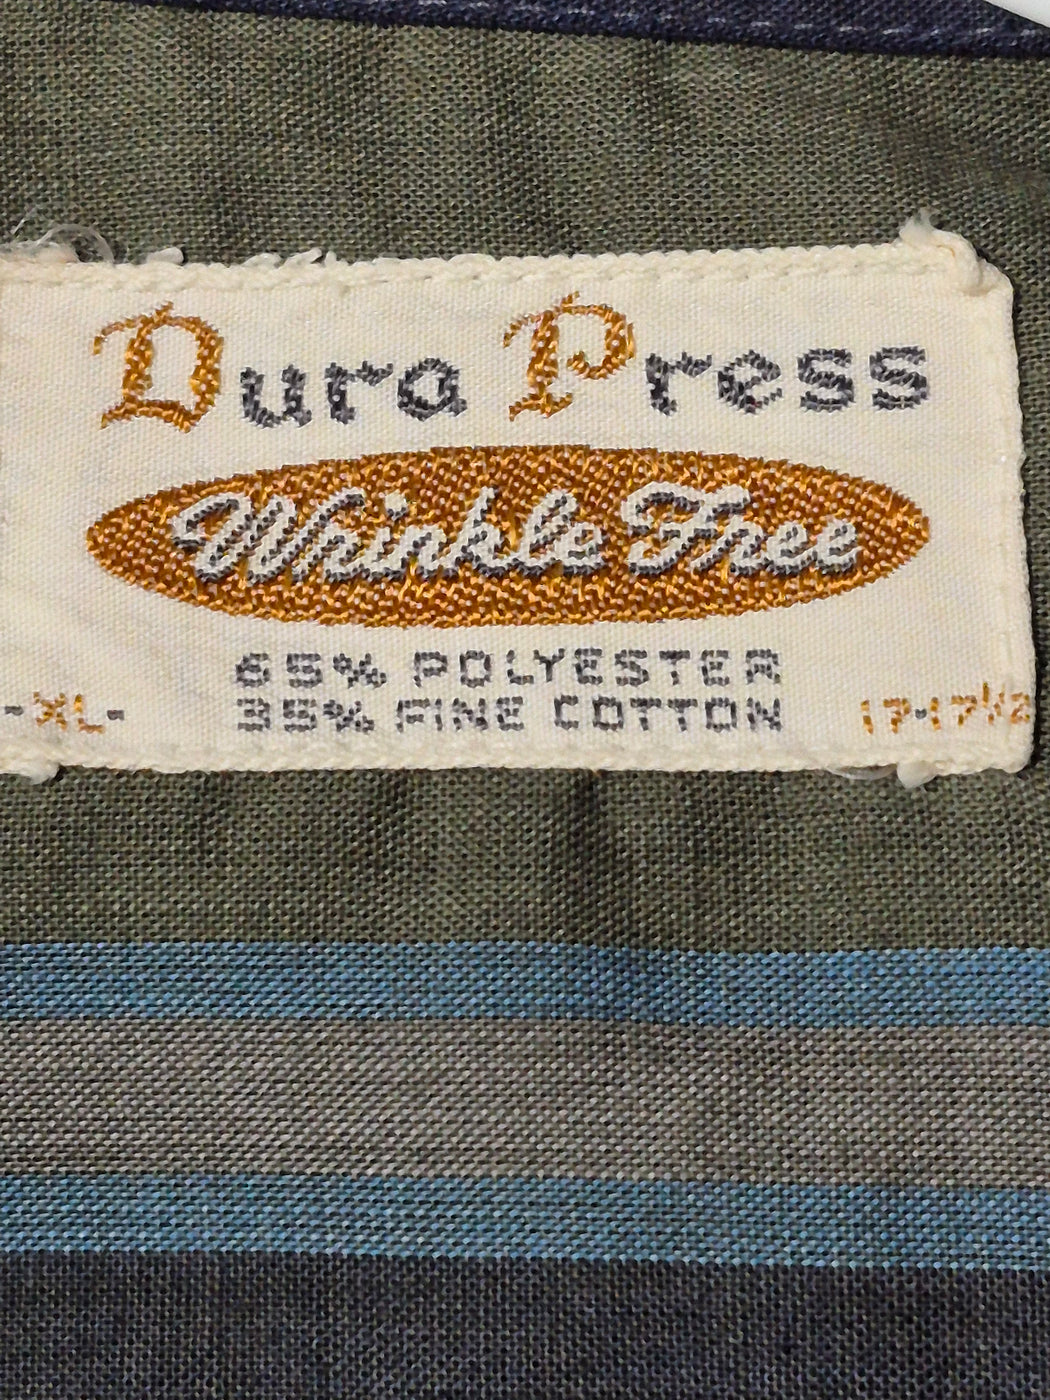 Dura Press
Wrinkle Free
65% POLYESTER
35% FINE COTTON
-XL-
17-17½